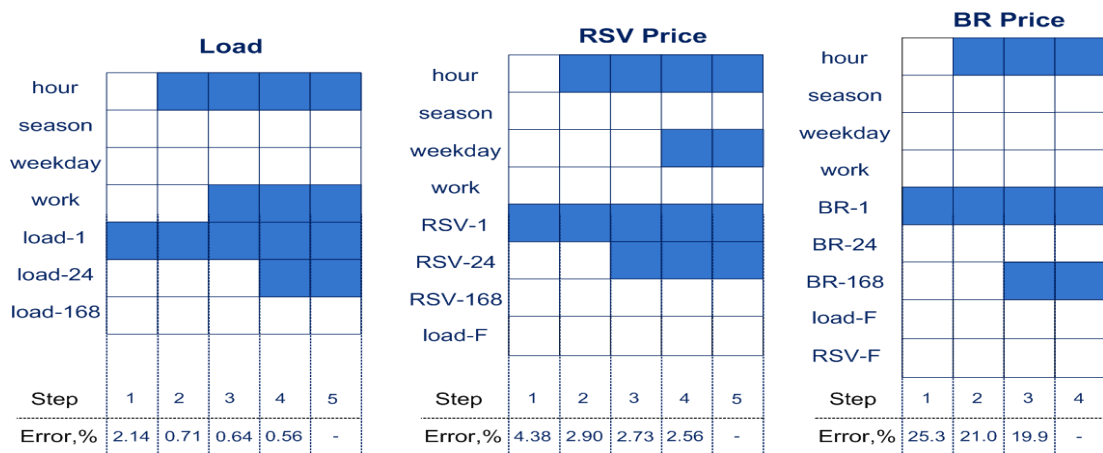 Load
hour
season
weekday
work
load-1
load-24
load-168
Step 1 2 3 4 5
Error,% 2.14 0.71 0.64 0.56 -
RSV Price
hour
season
weekday
work
RSV-1
RSV-24
RSV-168
load-F
Step 1 2 3 4 5
Error,% 4.38 2.90 2.73 2.56 -
BR Price
hour
season
weekday
work
BR-1
BR-24
BR-168
load-F
RSV-F
Step 1 2 3 4
Error,% 25.3 21.0 19.9 -